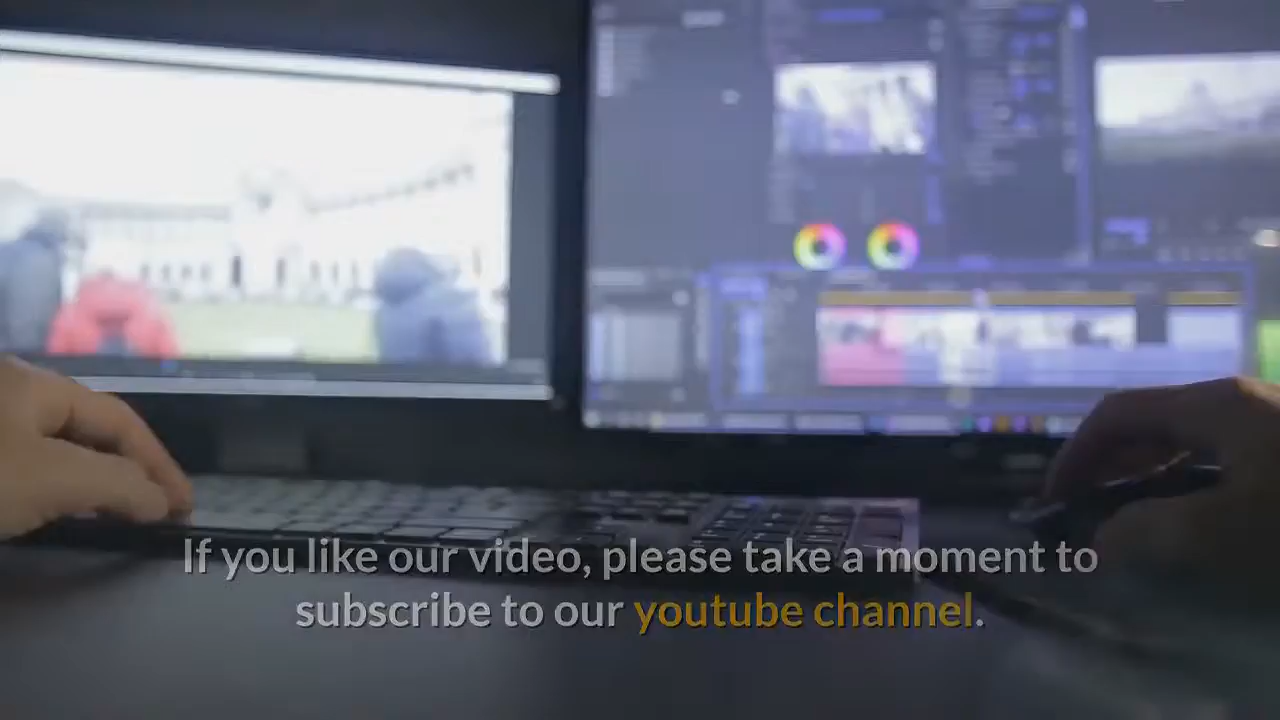 If you like our video, please take a moment to
subscribe to our youtube channel.